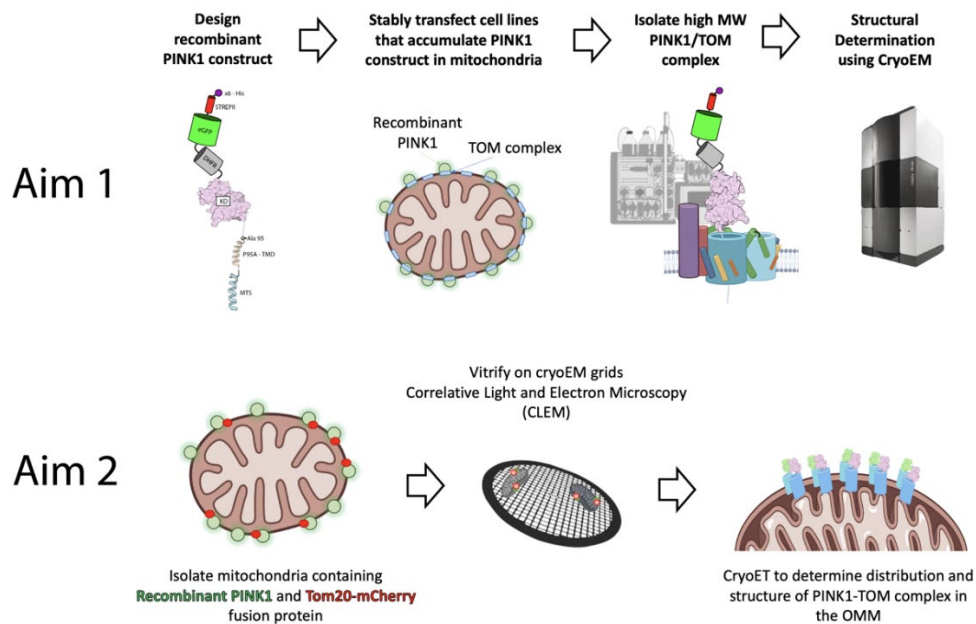 Design
recombinant
PINK1 construct
Stably transfect cell lines
that accumulate PINK1
construct in mitochondria
Isolate high MW
PINK1/TOM
complex
Structural
Determination
using CryoEM
Aim 1
x6 - His
STREPII
eGFP
DHFR
KD
Ala 95
P95A - TMD
MTS
Recombinant
PINK1
TOM complex
Aim 2
Vitrify on cryoEM grids
Correlative Light and Electron Microscopy
(CLEM)
Isolate mitochondria containing
Recombinant PINK1 and Tom20-mCherry
fusion protein
CryoET to determine distribution and
structure of PINK1-TOM complex in
the OMM